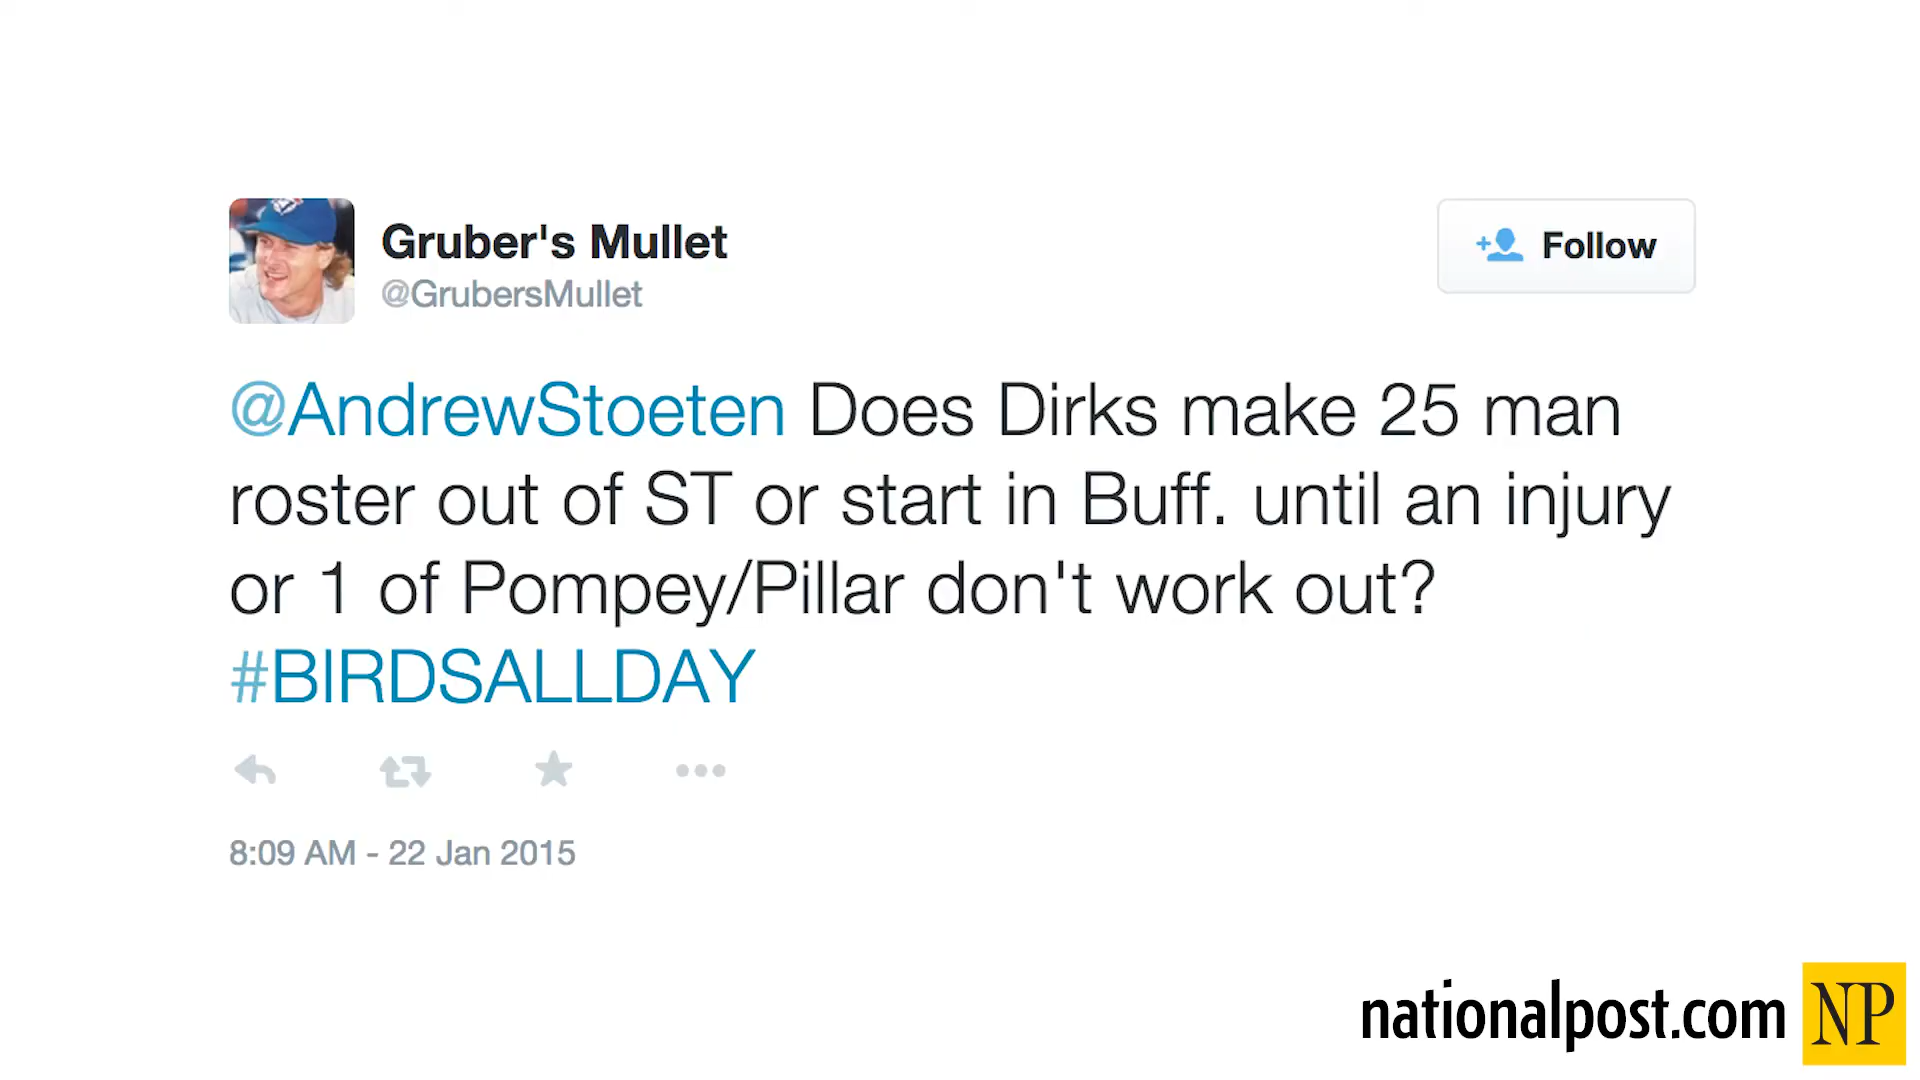 Gruber's Mullet
@GrubersMullet
Follow
@AndrewStoeten Does Dirks make 25 man
roster out of ST or start in Buff. until an injury
or 1 of Pompey/Pillar don't work out?
#BIRDSALLDAY
8:09 AM - 22 Jan 2015
nationalpost.com NP